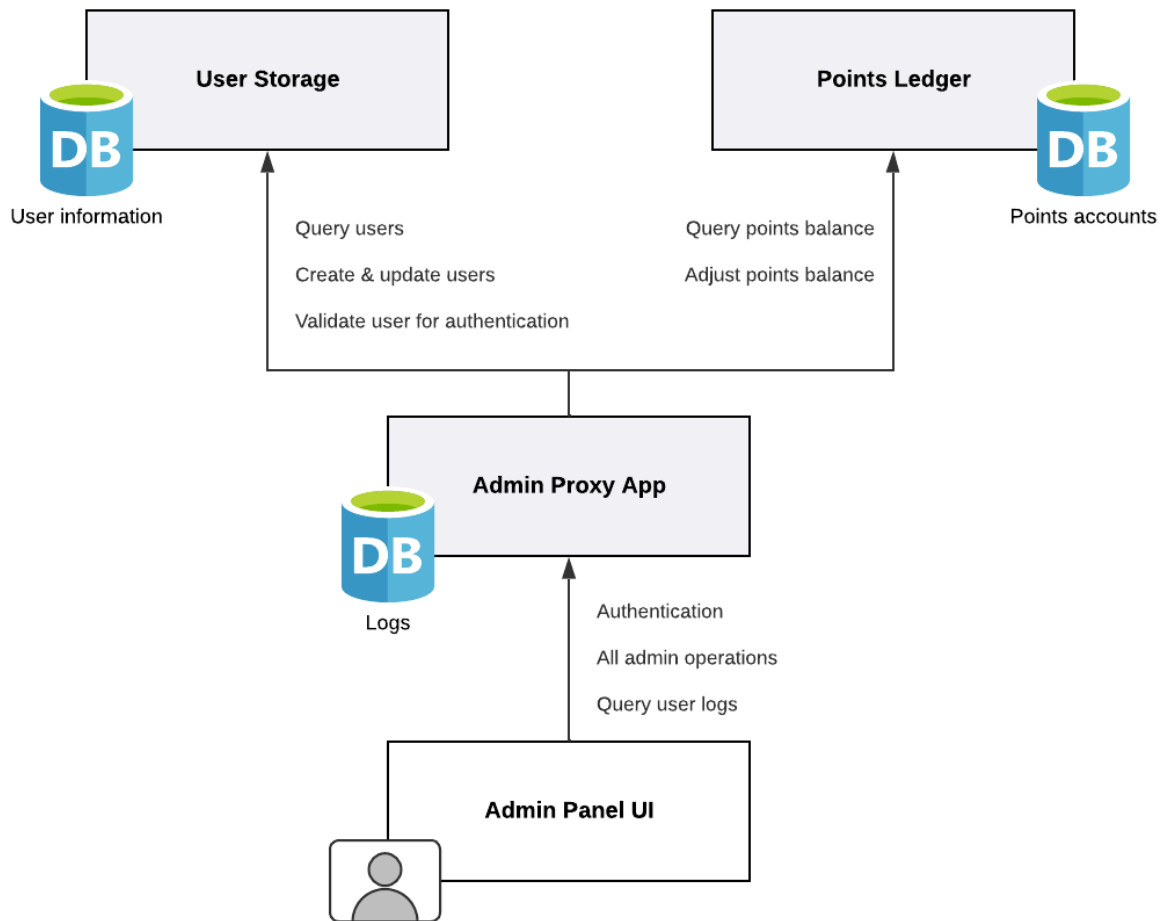 User Storage
Points Ledger
DB
DB
User information
Points accounts
Query users
Query points balance
Create & update users
Adjust points balance
Validate user for authentication
Admin Proxy App
DB
Logs
Authentication
All admin operations
Query user logs
Admin Panel UI